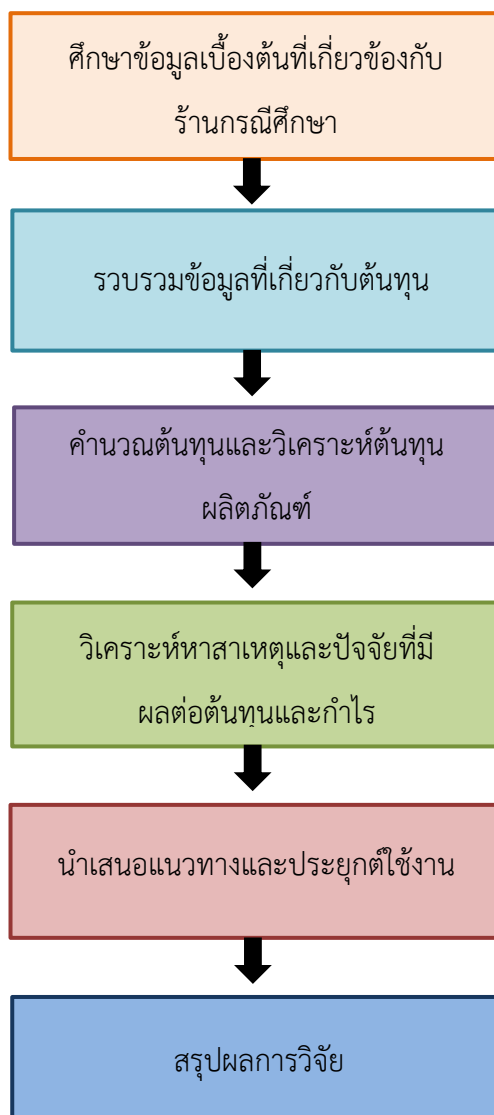 ศึกษาข้อมูลเบื้องต้นที่เกี่ยวข้องกับ
ร้านกรณีศึกษา
รวบรวมข้อมูลที่เกี่ยวกับต้นทุน
คำนวณต้นทุนและวิเคราะห์ต้นทุน
ผลิตภัณฑ์
วิเคราะห์หาสาเหตุและปัจจัยที่มี
ผลต่อต้นทุนและกำไร
นำเสนอแนวทางและประยุกต์ใช้งาน
สรุปผลการวิจัย